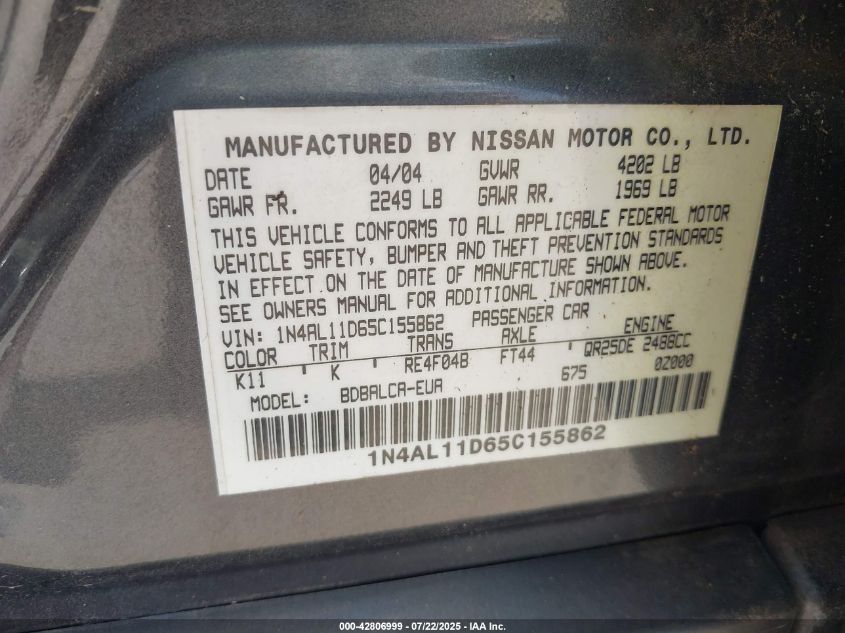 MANUFACTURED BY NISSAN MOTOR CO., LTD.
DATE 04/04 GVWR 4202 LB
GAWR FR. 2249 LB GAWR RR. 1969 LB
THIS VEHICLE CONFORMS TO ALL APPLICABLE FEDERAL MOTOR
VEHICLE SAFETY, BUMPER AND THEFT PREVENTION STANDARDS
IN EFFECT ON THE DATE OF MANUFACTURE SHOWN ABOVE.
SEE OWNERS MANUAL FOR ADDITIONAL INFORMATION.
VIN: 1N4AL11D65C155862 PASSENGER CAR
COLOR TRIM TRANS AXLE ENGINE
K11 ' K ' RE4F04B FT44 QR25DE 2488CC
MODEL: BDBALCA-EUA 675 0Z000
1N4AL11D65C155862
000-42806999 - 07/22/2025 - IAA Inc.